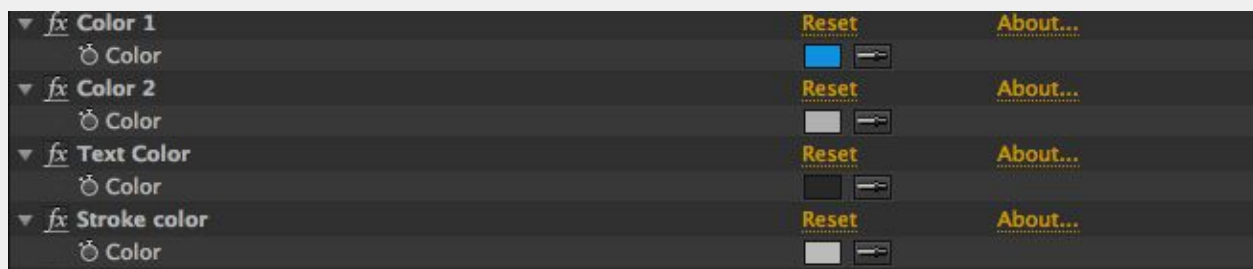 fx Color 1 Reset About...
Color
fx Color 2 Reset About...
Color
fx Text Color Reset About...
Color
fx Stroke color Reset About...
Color